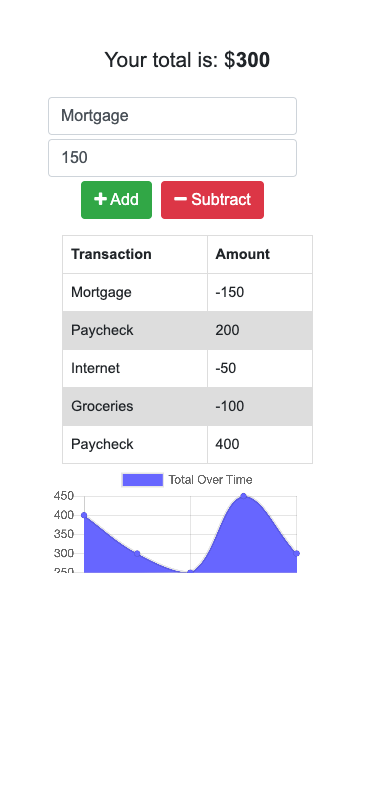 Your total is: $300
Mortgage
150
+ Add − Subtract
Transaction Amount
Mortgage -150
Paycheck 200
Internet -50
Groceries -100
Paycheck 400
Total Over Time
450
400
350
300
250